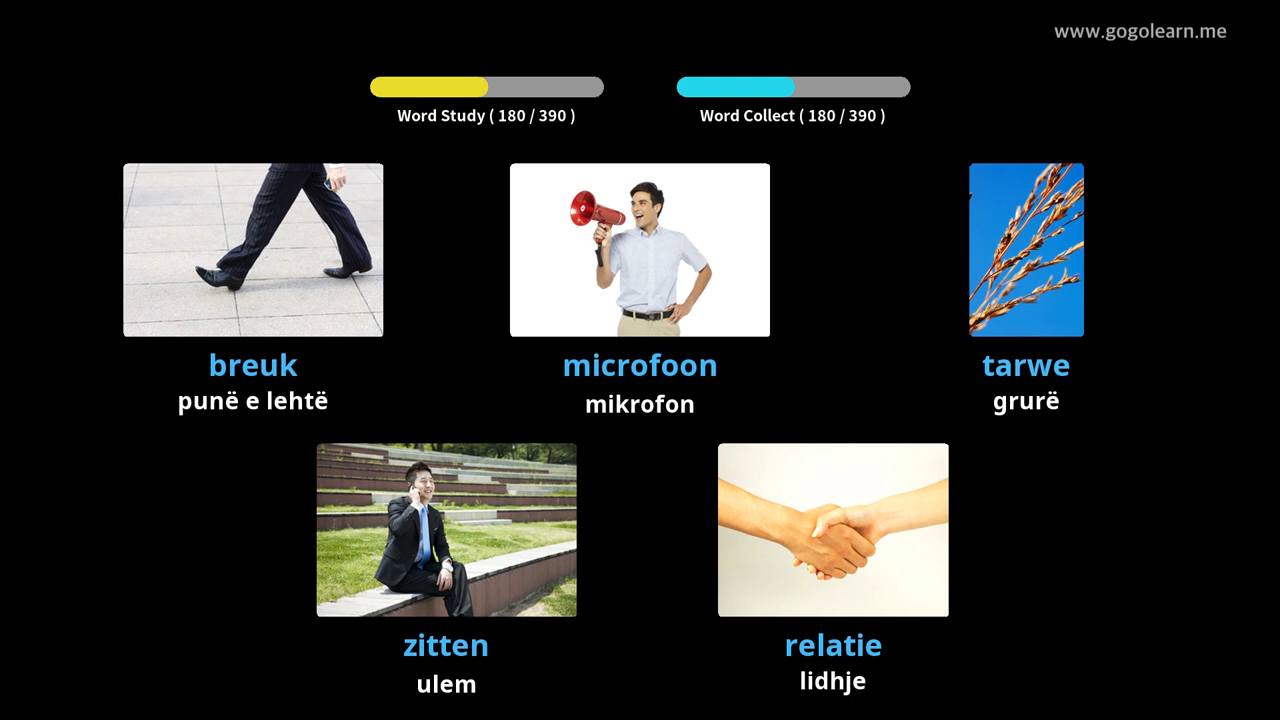 www.gogolearn.me
Word Study ( 180 / 390 )
Word Collect ( 180 / 390 )
breuk
punë e lehtë
microfoon
mikrofon
tarwe
grurë
zitten
ulem
relatie
lidhje